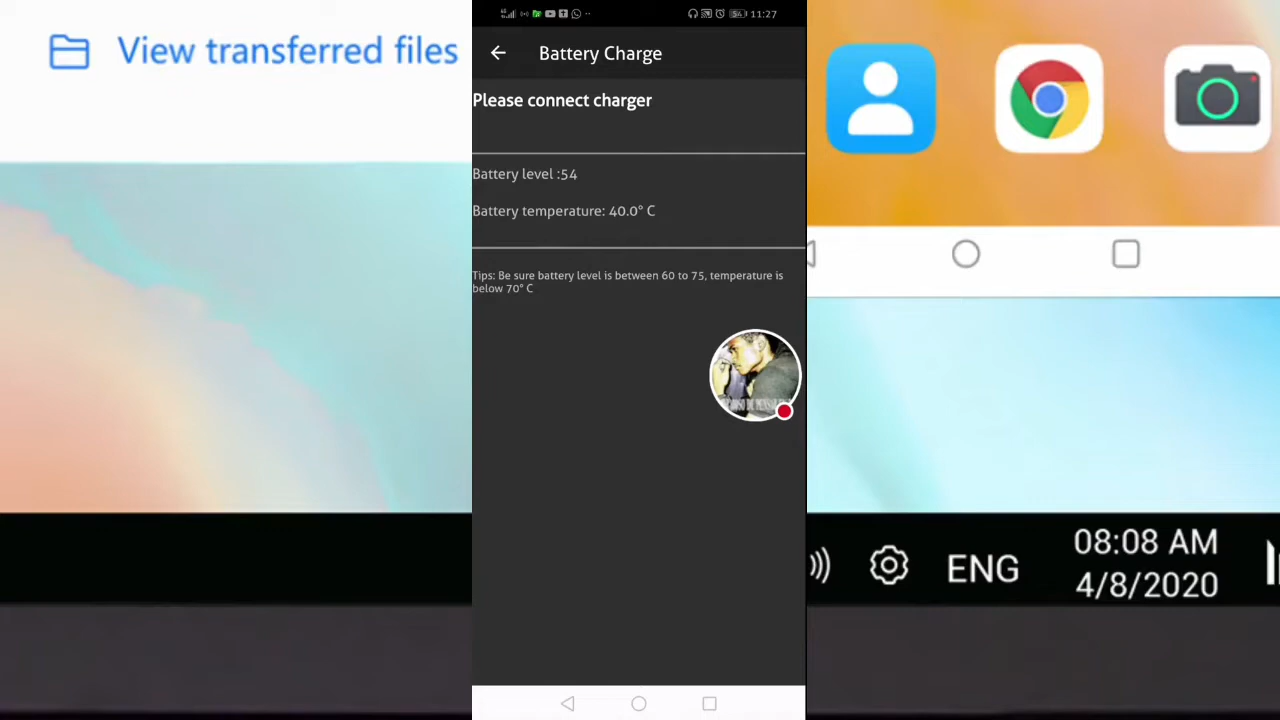 View transferred files
4G 54 11:27
Battery Charge
Please connect charger
Battery level :54
Battery temperature: 40.0° C
Tips: Be sure battery level is between 60 to 75, temperature is
below 70° C
ENG
08:08 AM
4/8/2020